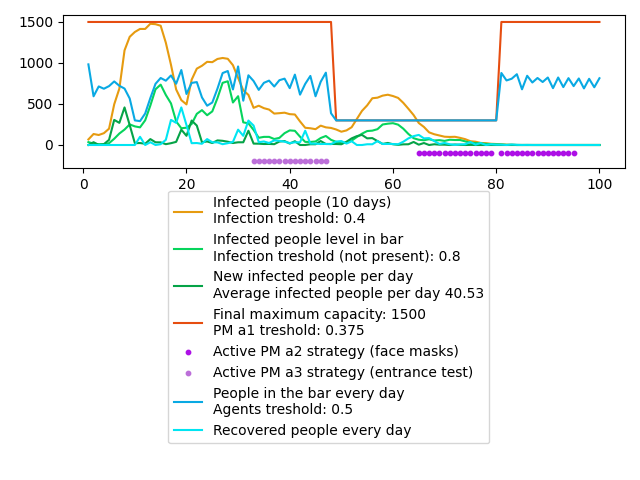 1500
1000
500
0
0 20 40 60 80 100
Infected people (10 days)
Infection treshold: 0.4
Infected people level in bar
Infection treshold (not present): 0.8
New infected people per day
Average infected people per day 40.53
Final maximum capacity: 1500
PM a1 treshold: 0.375
Active PM a2 strategy (face masks)
Active PM a3 strategy (entrance test)
People in the bar every day
Agents treshold: 0.5
Recovered people every day